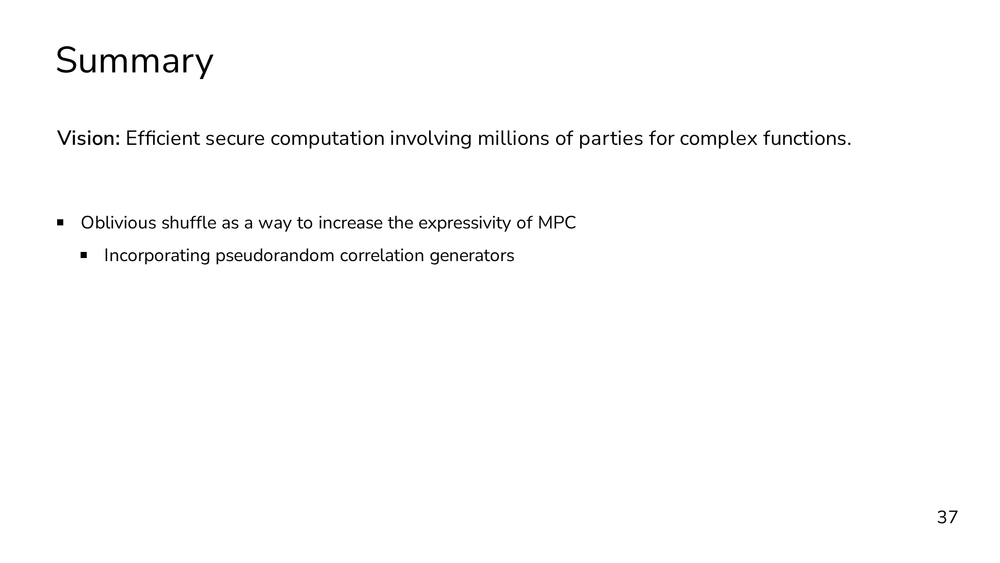 Summary
Vision: Efficient secure computation involving millions of parties for complex functions.
▪ Oblivious shuffle as a way to increase the expressivity of MPC
▪ Incorporating pseudorandom correlation generators
37